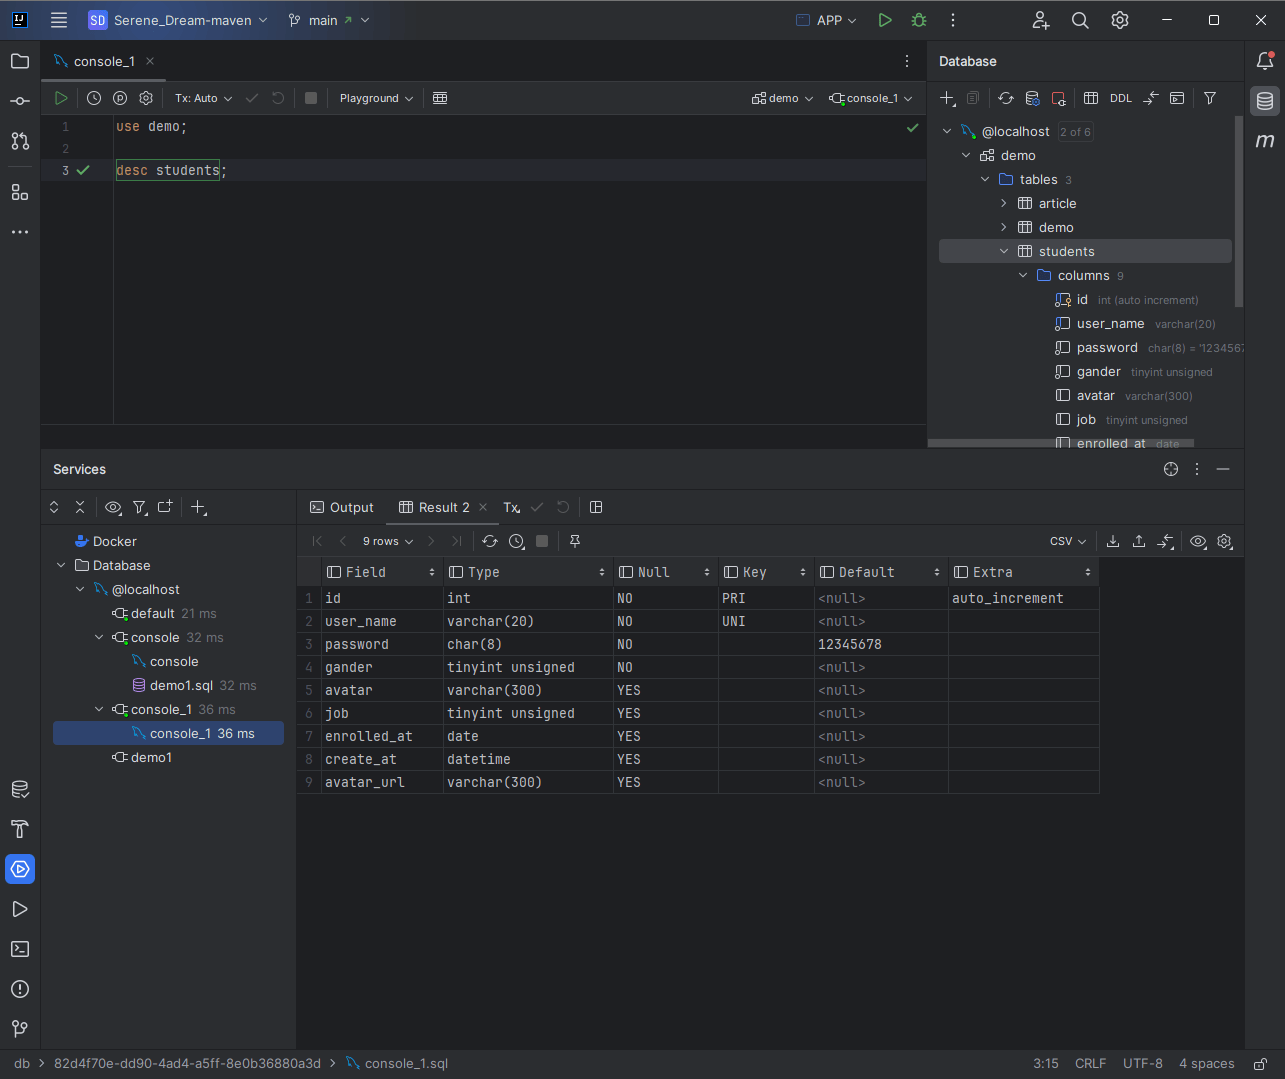 SD Serene_Dream-maven main APP
console_1
Tx: Auto Playground demo console_1
1 use demo;
2
3 desc students;
Database
DDL
@localhost 2 of 6
demo
tables 3
article
demo
students
columns 9
id int (auto increment)
user_name varchar(20)
password char(8) = '1234567
gander tinyint unsigned
avatar varchar(300)
job tinyint unsigned
enrolled_at date
m
Services
Docker
Database
@localhost
default 21 ms
console 32 ms
console
demo1.sql 32 ms
console_1 36 ms
console_1 36 ms
demo1
Output Result 2 Tx
9 rows CSV
Field Type Null Key Default Extra
1 id int NO PRI <null> auto_increment
2 user_name varchar(20) NO UNI <null>
3 password char(8) NO 12345678
4 gander tinyint unsigned NO <null>
5 avatar varchar(300) YES <null>
6 job tinyint unsigned YES <null>
7 enrolled_at date YES <null>
8 create_at datetime YES <null>
9 avatar_url varchar(300) YES <null>
db 82d4f70e-dd90-4ad4-a5ff-8e0b36880a3d console_1.sql 3:15 CRLF UTF-8 4 spaces